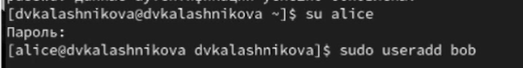 [dvkalashnikova@dvkalashnikova ~]$ su alice
Пароль:
[alice@dvkalashnikova dvkalashnikova]$ sudo useradd bob